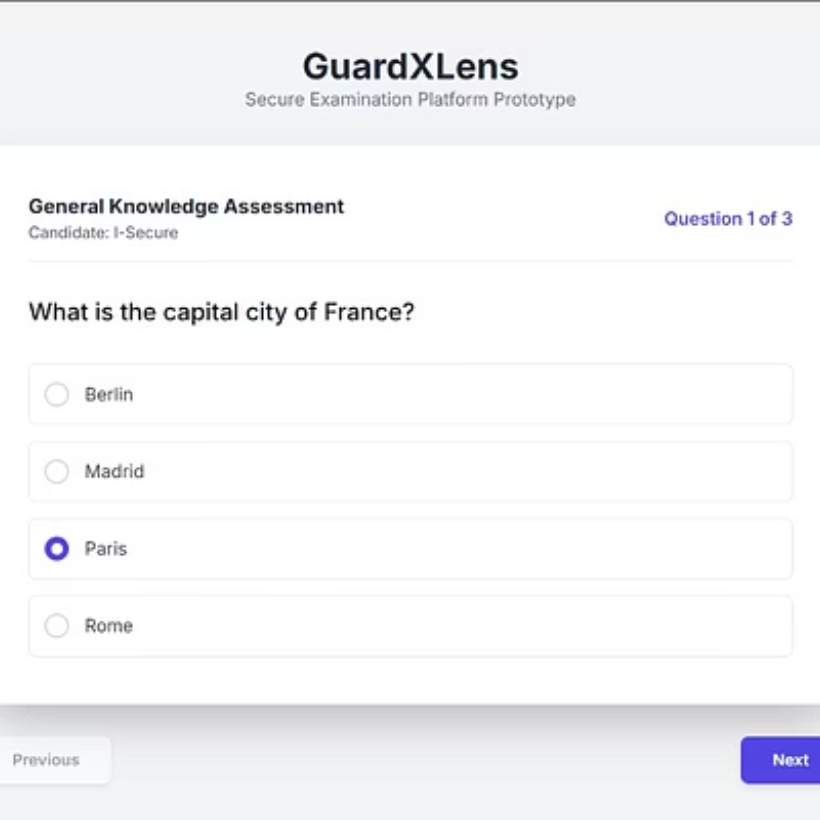 GuardXLens
Secure Examination Platform Prototype
General Knowledge Assessment
Candidate: I-Secure
Question 1 of 3
What is the capital city of France?
Berlin
Madrid
Paris
Rome
Previous
Next